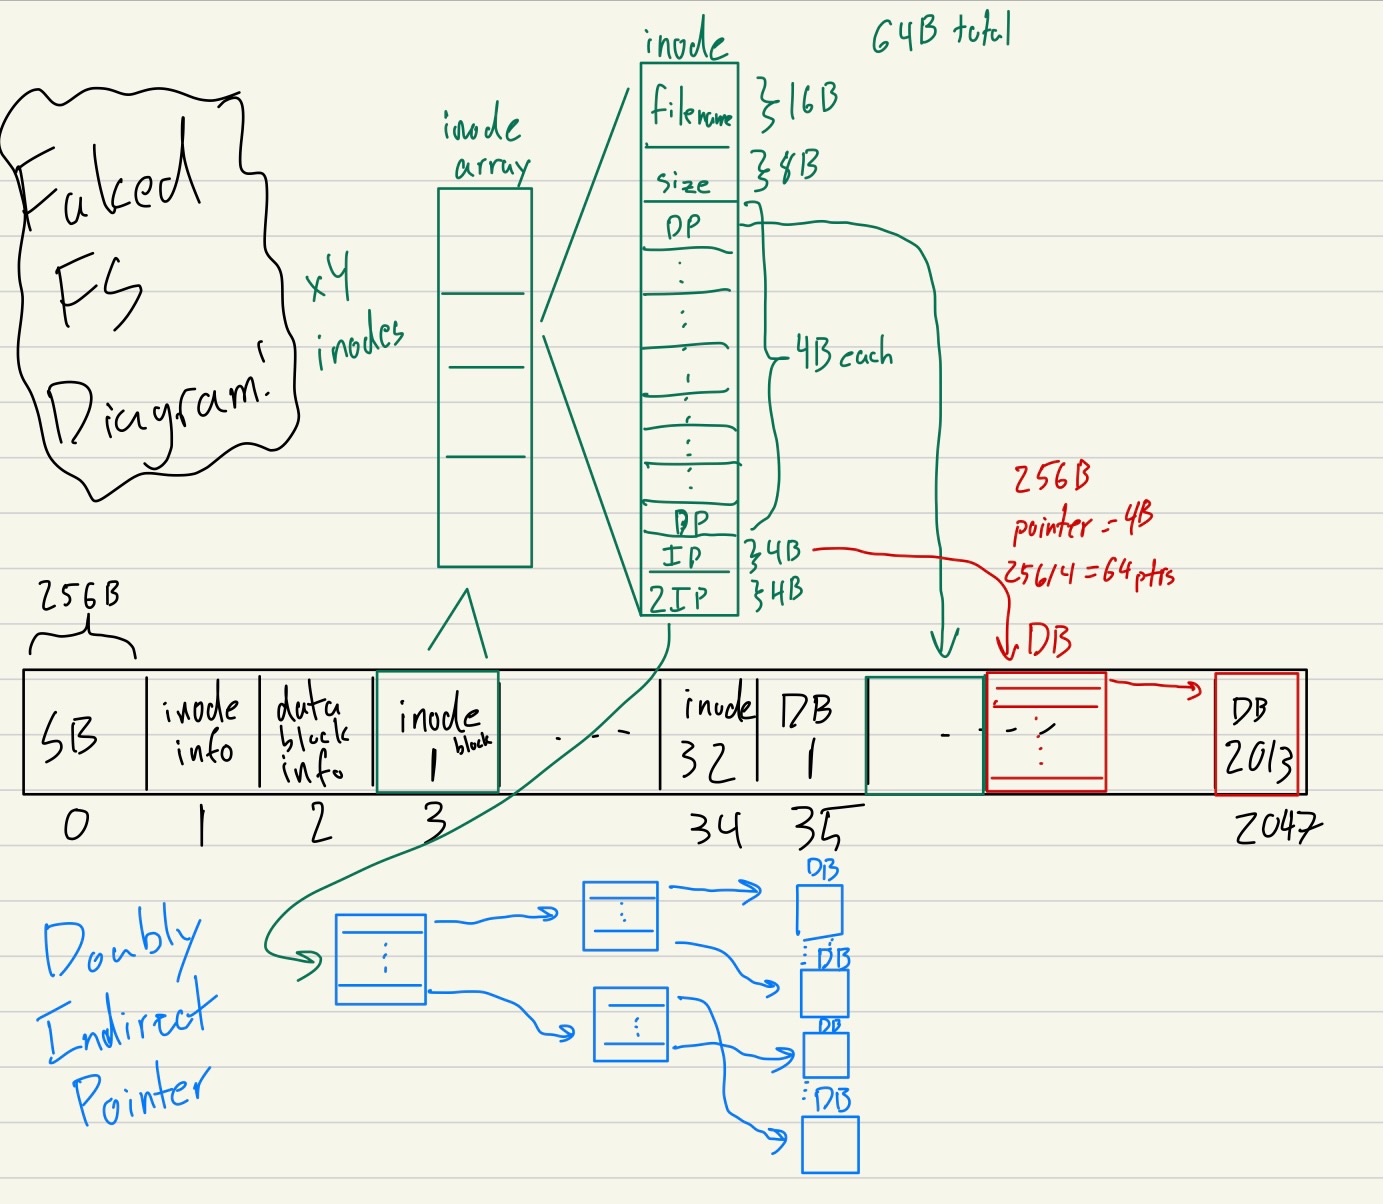 Faked
FS
Diagram!
x4
inodes
inode
array
inode
64B total
filename
}16B
size
}8B
DP
4B each
DP
IP
}4B
2IP
}4B
256B
pointer = 4B
256/4 = 64 ptrs
DB
256B
SB
inode
info
data
block
info
inode
1 block
inode
32
DB
1
DB
2013
0 1 2 3 34 35 2047
Doubly
Indirect
Pointer
DB
DB
DB
DB